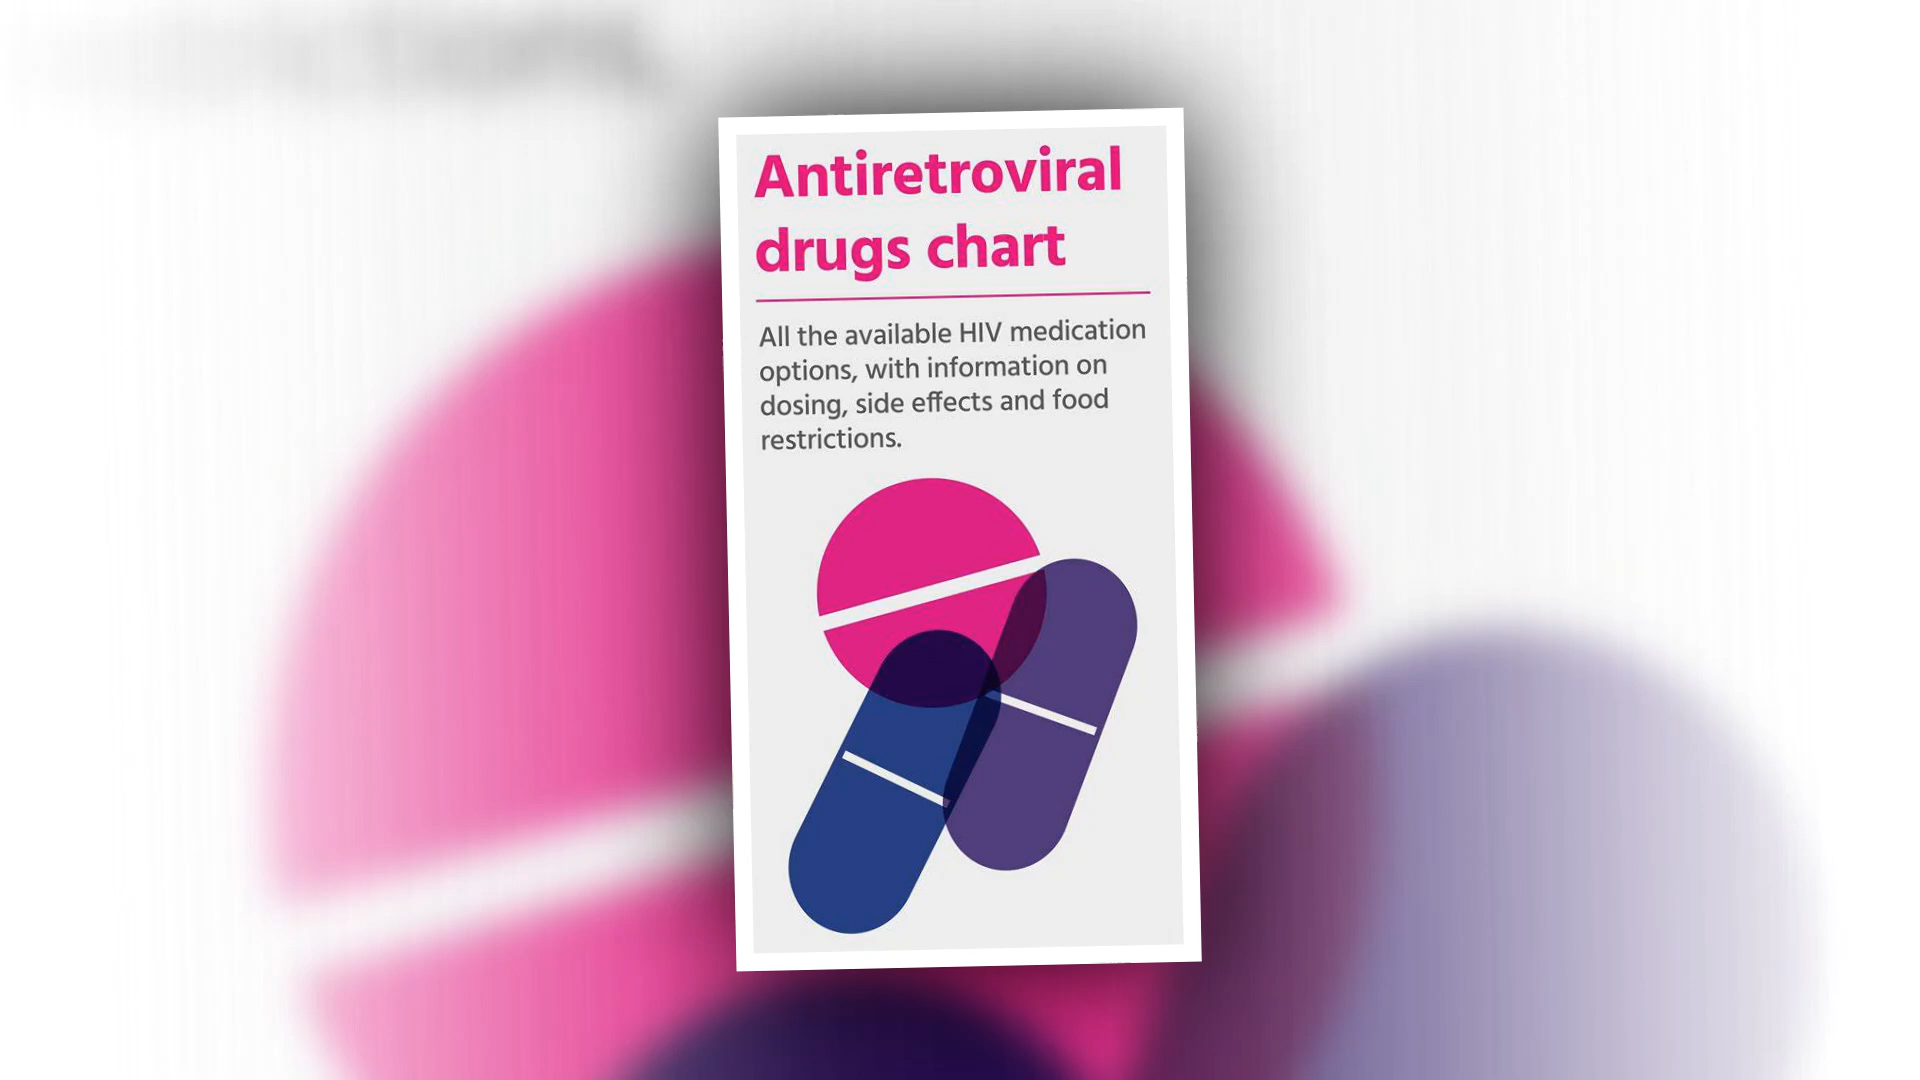 Antiretroviral
drugs chart
All the available HIV medication
options, with information on
dosing, side effects and food
restrictions.